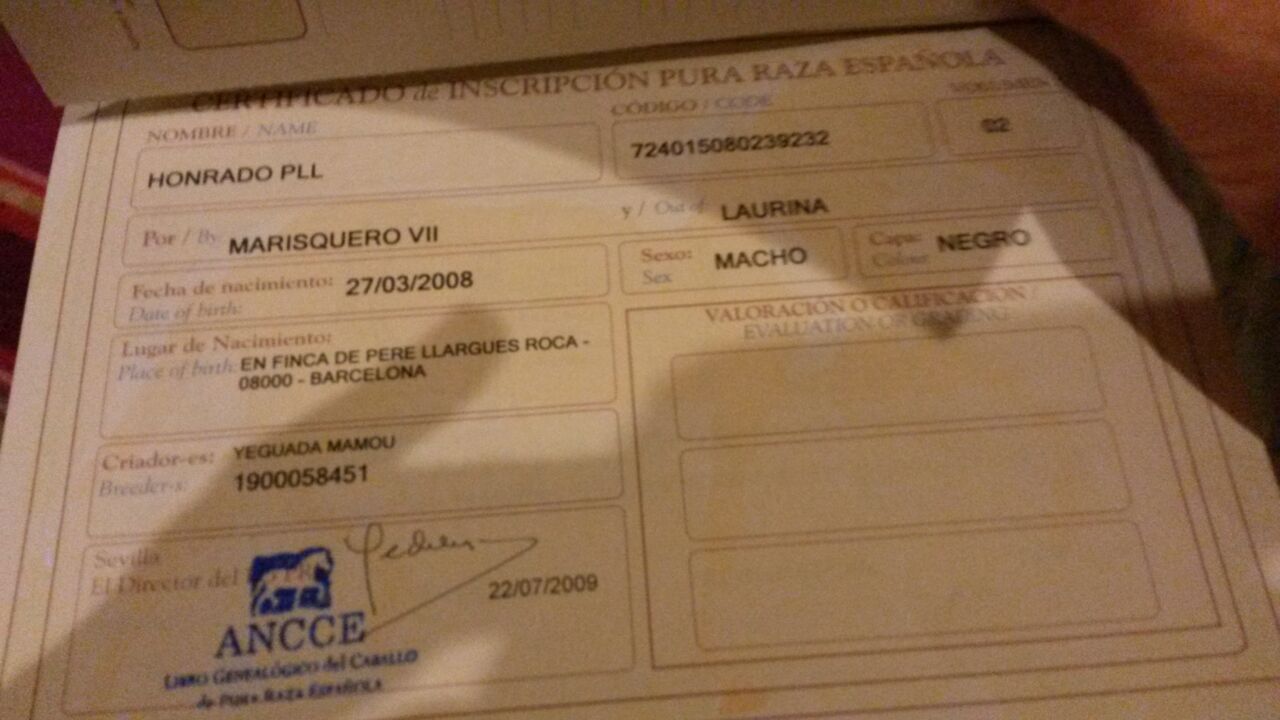 CERTIFICADO de INSCRIPCIÓN PURA RAZA ESPAÑOLA
NOMBRE / NAME
HONRADO PLL
CÓDIGO / CODE
724015080239232
VOLUMEN
02
Por / By MARISQUERO VII
y / Out of LAURINA
Fecha de nacimiento: 27/03/2008
Date of birth:
Sexo: MACHO
Sex
Capa: NEGRO
Colour
Lugar de Nacimiento:
Place of birth: EN FINCA DE PERE LLARGUES ROCA -
08000 - BARCELONA
VALORACIÓN O CALIFICACIÓN /
EVALUATION OR GRADING
Criador-es: YEGUADA MAMOU
Breeder-s: 1900058451
Sevilla
El Director del
22/07/2009
ANCCE
LIBRO GENEALÓGICO del CABALLO
de PURA RAZA ESPAÑOLA